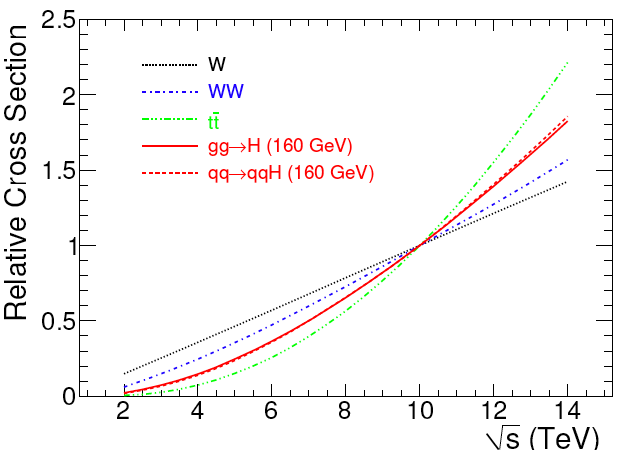 Relative Cross Section
2.5
2
1.5
1
0.5
0
W
WW
tt̅
gg→H (160 GeV)
qq→qqH (160 GeV)
2 4 6 8 10 12 14
√s (TeV)